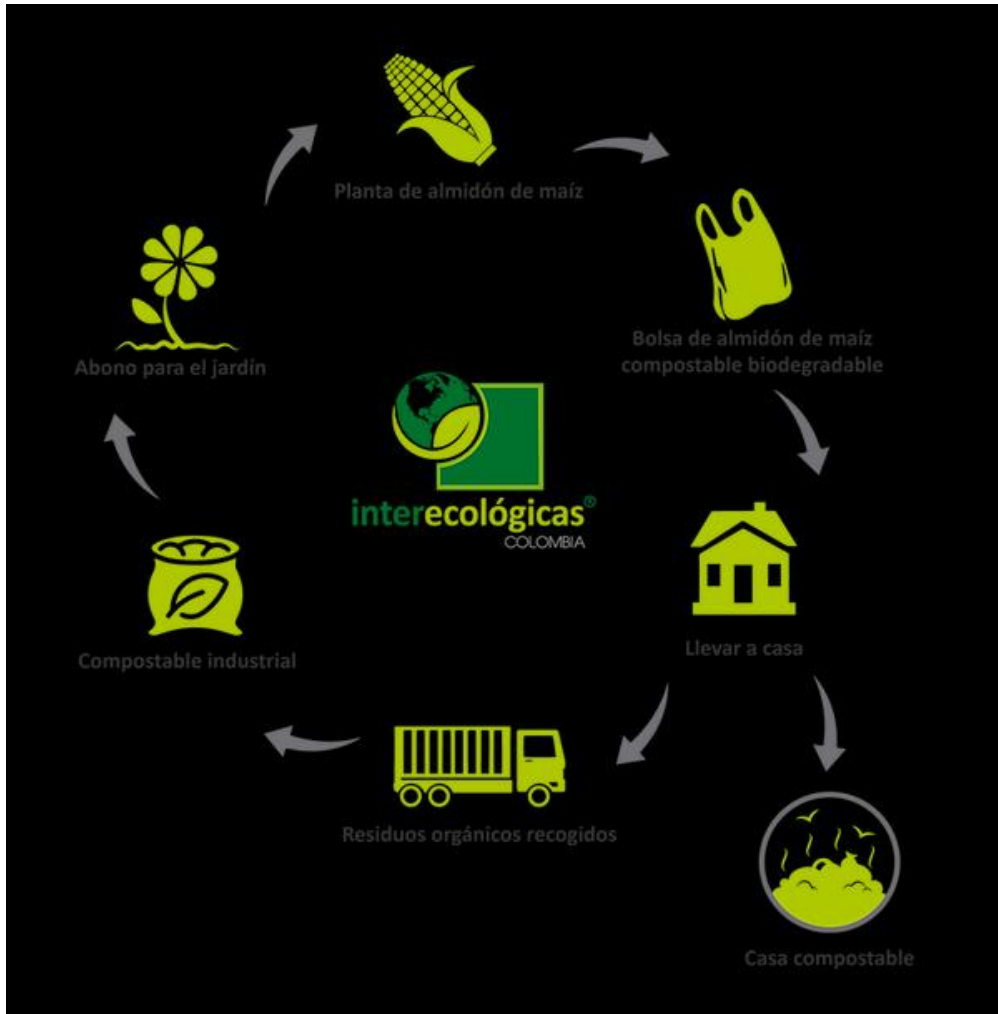 Planta de almidón de maíz
Bolsa de almidón de maíz
compostable biodegradable
Abono para el jardín
interecológicas®
COLOMBIA
Llevar a casa
Compostable industrial
Residuos orgánicos recogidos
Casa compostable